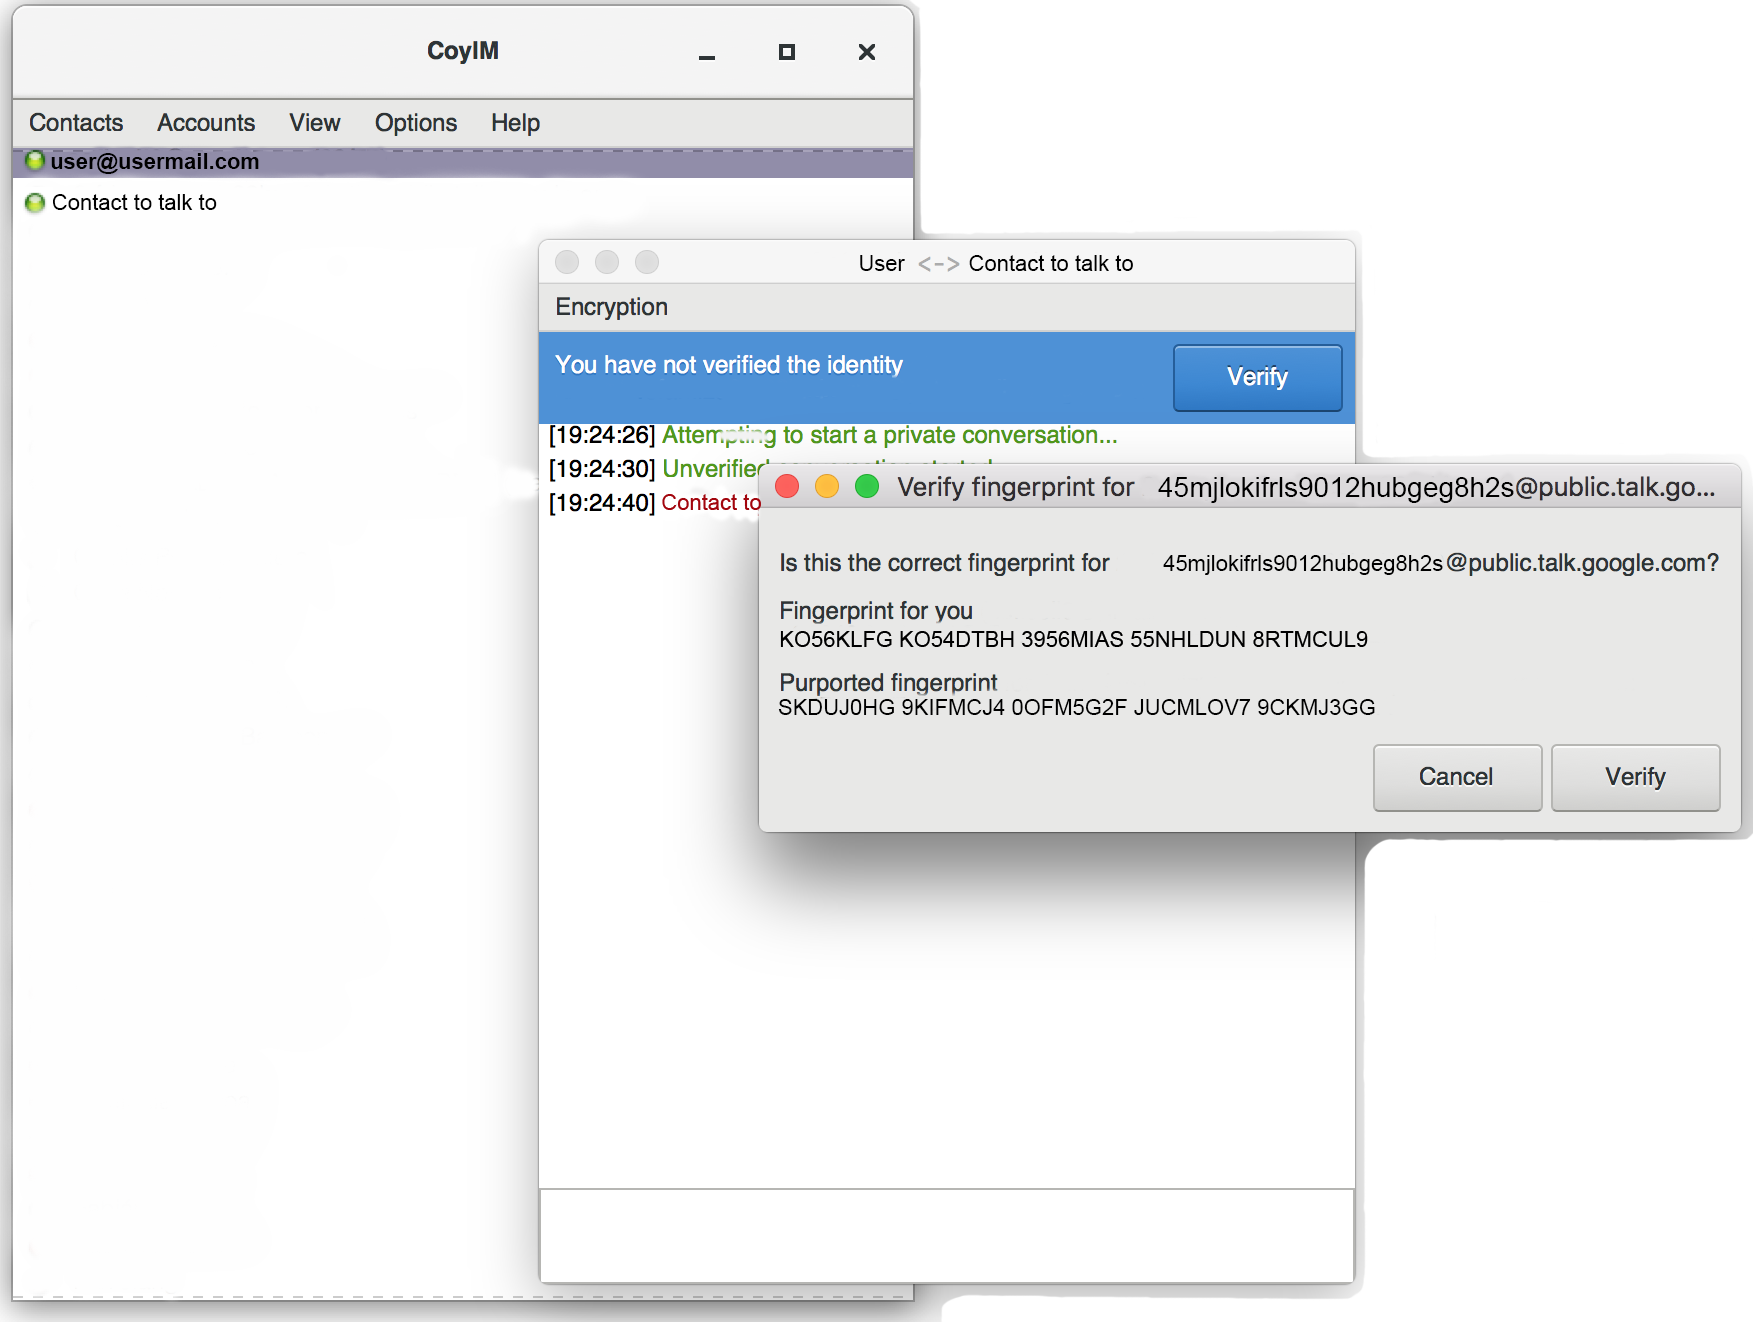 CoyIM
Contacts Accounts View Options Help
user@usermail.com
Contact to talk to
User <-> Contact to talk to
Encryption
You have not verified the identity
Verify
[19:24:26] Attempting to start a private conversation...
[19:24:30] Unverified conversation started
[19:24:40] Contact to
Verify fingerprint for 45mjlokifrls9012hubgeg8h2s@public.talk.go...
Is this the correct fingerprint for 45mjlokifrls9012hubgeg8h2s@public.talk.google.com?
Fingerprint for you
KO56KLFG KO54DTBH 3956MIAS 55NHLDUN 8RTMCUL9
Purported fingerprint
SKDUJ0HG 9KIFMCJ4 0OFM5G2F JUCMLOV7 9CKMJ3GG
Cancel Verify